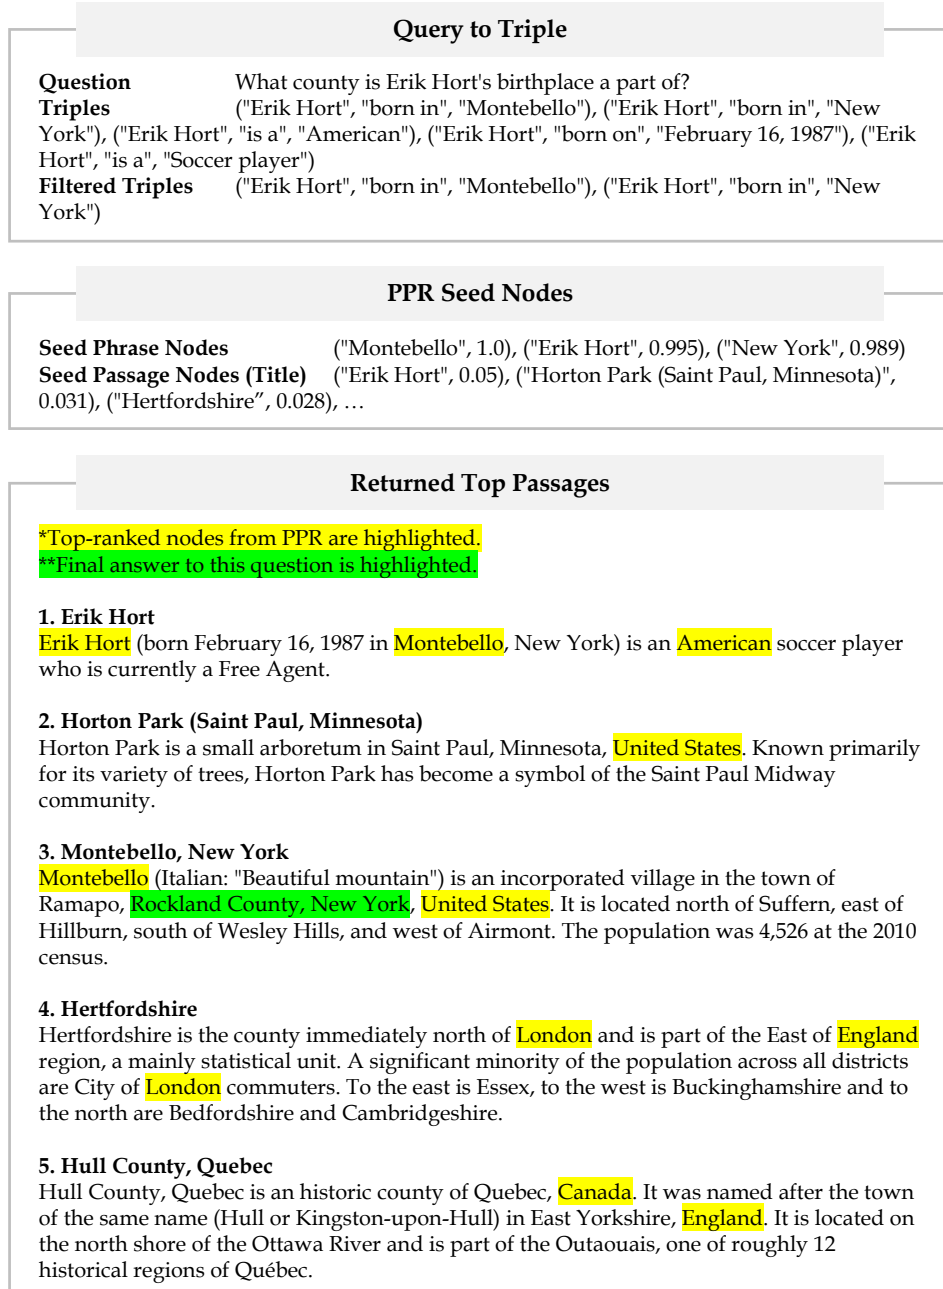 Query to Triple
Question What county is Erik Hort's birthplace a part of?
Triples ("Erik Hort", "born in", "Montebello"), ("Erik Hort", "born in", "New
York"), ("Erik Hort", "is a", "American"), ("Erik Hort", "born on", "February 16, 1987"), ("Erik
Hort", "is a", "Soccer player")
Filtered Triples ("Erik Hort", "born in", "Montebello"), ("Erik Hort", "born in", "New
York")
PPR Seed Nodes
Seed Phrase Nodes ("Montebello", 1.0), ("Erik Hort", 0.995), ("New York", 0.989)
Seed Passage Nodes (Title) ("Erik Hort", 0.05), ("Horton Park (Saint Paul, Minnesota)",
0.031), ("Hertfordshire”, 0.028), …
Returned Top Passages
*Top-ranked nodes from PPR are highlighted.
**Final answer to this question is highlighted.
1. Erik Hort
Erik Hort (born February 16, 1987 in Montebello, New York) is an American soccer player
who is currently a Free Agent.
2. Horton Park (Saint Paul, Minnesota)
Horton Park is a small arboretum in Saint Paul, Minnesota, United States. Known primarily
for its variety of trees, Horton Park has become a symbol of the Saint Paul Midway
community.
3. Montebello, New York
Montebello (Italian: "Beautiful mountain") is an incorporated village in the town of
Ramapo, Rockland County, New York, United States. It is located north of Suffern, east of
Hillburn, south of Wesley Hills, and west of Airmont. The population was 4,526 at the 2010
census.
4. Hertfordshire
Hertfordshire is the county immediately north of London and is part of the East of England
region, a mainly statistical unit. A significant minority of the population across all districts
are City of London commuters. To the east is Essex, to the west is Buckinghamshire and to
the north are Bedfordshire and Cambridgeshire.
5. Hull County, Quebec
Hull County, Quebec is an historic county of Quebec, Canada. It was named after the town
of the same name (Hull or Kingston-upon-Hull) in East Yorkshire, England. It is located on
the north shore of the Ottawa River and is part of the Outaouais, one of roughly 12
historical regions of Québec.